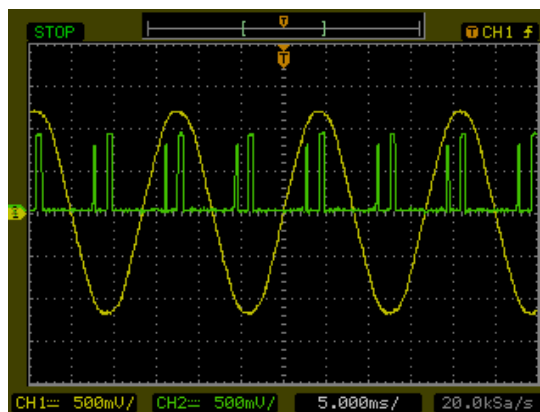 STOP
T
T CH1
T
CH1 500mV/ CH2 500mV/ 5.000ms/ 20.0kSa/s